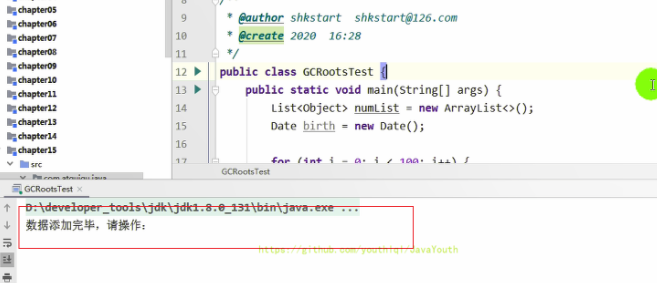 chapter05
chapter06
chapter07
chapter08
chapter09
chapter10
chapter11
chapter12
chapter13
chapter14
chapter15
src
9 * @author shkstart shkstart@126.com
10 * @create 2020 16:28
11 */
12 public class GCRootsTest {
13 public static void main(String[] args) {
14 List<Object> numList = new ArrayList<>();
15 Date birth = new Date();
16
17 for (int i = 0; i < 100; i++) {
GCRootsTest
GCRootsTest ×
D:\developer_tools\jdk\jdk1.8.0_131\bin\java.exe ...
数据添加完毕，请操作：
https://github.com/youthlql/JavaYouth